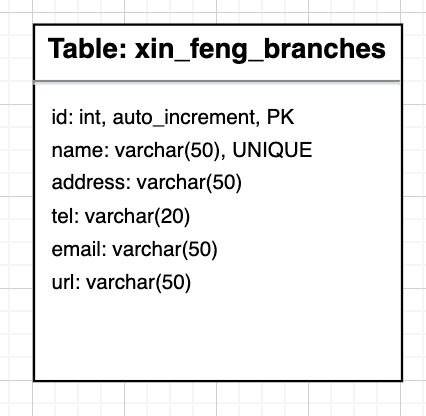 Table: xin_feng_branches
id: int, auto_increment, PK
name: varchar(50), UNIQUE
address: varchar(50)
tel: varchar(20)
email: varchar(50)
url: varchar(50)